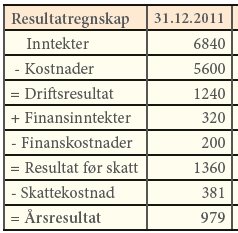 Resultatregnskap 31.12.2011
Inntekter 6840
- Kostnader 5600
= Driftsresultat 1240
+ Finansinntekter 320
- Finanskostnader 200
= Resultat før skatt 1360
- Skattekostnad 381
= Årsresultat 979